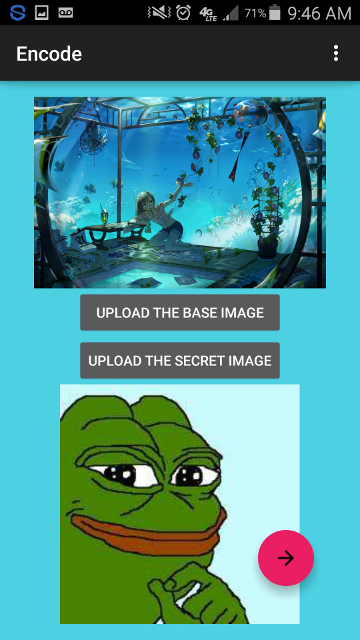 4G LTE 71% 9:46 AM
Encode
UPLOAD THE BASE IMAGE
UPLOAD THE SECRET IMAGE